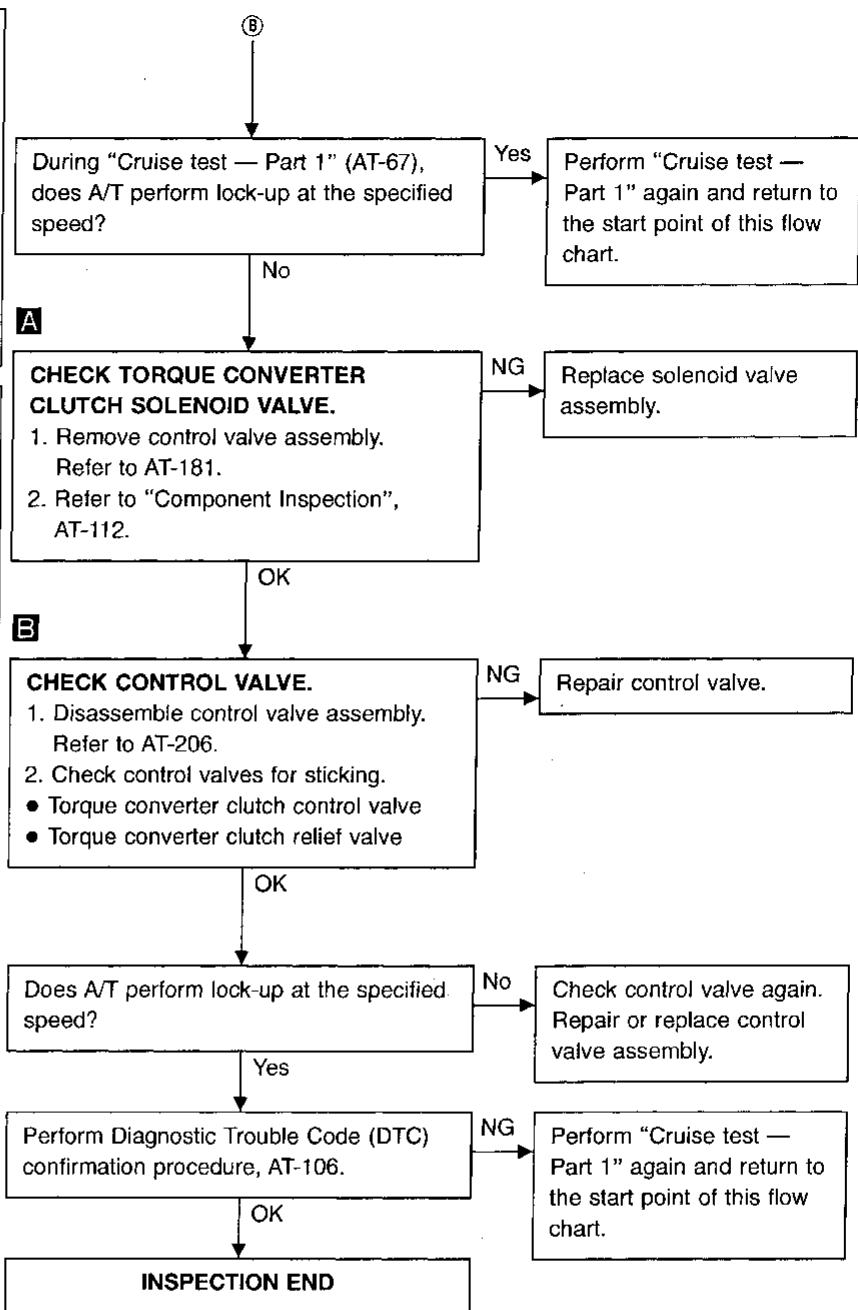 B
During “Cruise test — Part 1” (AT-67),
does A/T perform lock-up at the specified
speed?
Yes
Perform “Cruise test —
Part 1” again and return to
the start point of this flow
chart.
No
A
CHECK TORQUE CONVERTER
CLUTCH SOLENOID VALVE.
1. Remove control valve assembly.
Refer to AT-181.
2. Refer to “Component Inspection”,
AT-112.
NG
Replace solenoid valve
assembly.
OK
B
CHECK CONTROL VALVE.
1. Disassemble control valve assembly.
Refer to AT-206.
2. Check control valves for sticking.
● Torque converter clutch control valve
● Torque converter clutch relief valve
NG
Repair control valve.
OK
Does A/T perform lock-up at the specified
speed?
No
Check control valve again.
Repair or replace control
valve assembly.
Yes
Perform Diagnostic Trouble Code (DTC)
confirmation procedure, AT-106.
NG
Perform “Cruise test —
Part 1” again and return to
the start point of this flow
chart.
OK
INSPECTION END